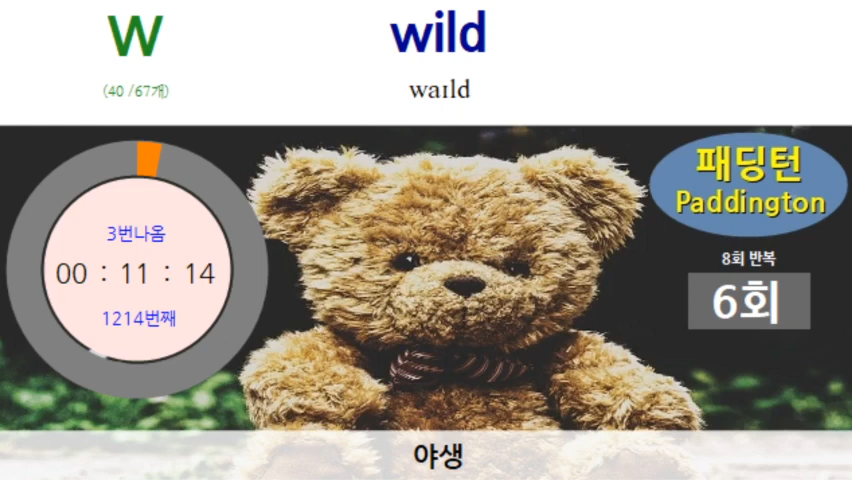 W
(40 /67개)
wild
waɪld
3번나옴
00 : 11 : 14
1214번째
패딩턴
Paddington
8회 반복
6회
야생